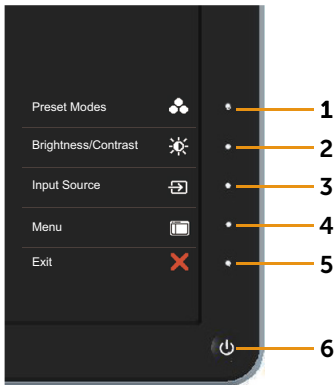 Preset Modes 1
Brightness/Contrast 2
Input Source 3
Menu 4
Exit 5
6